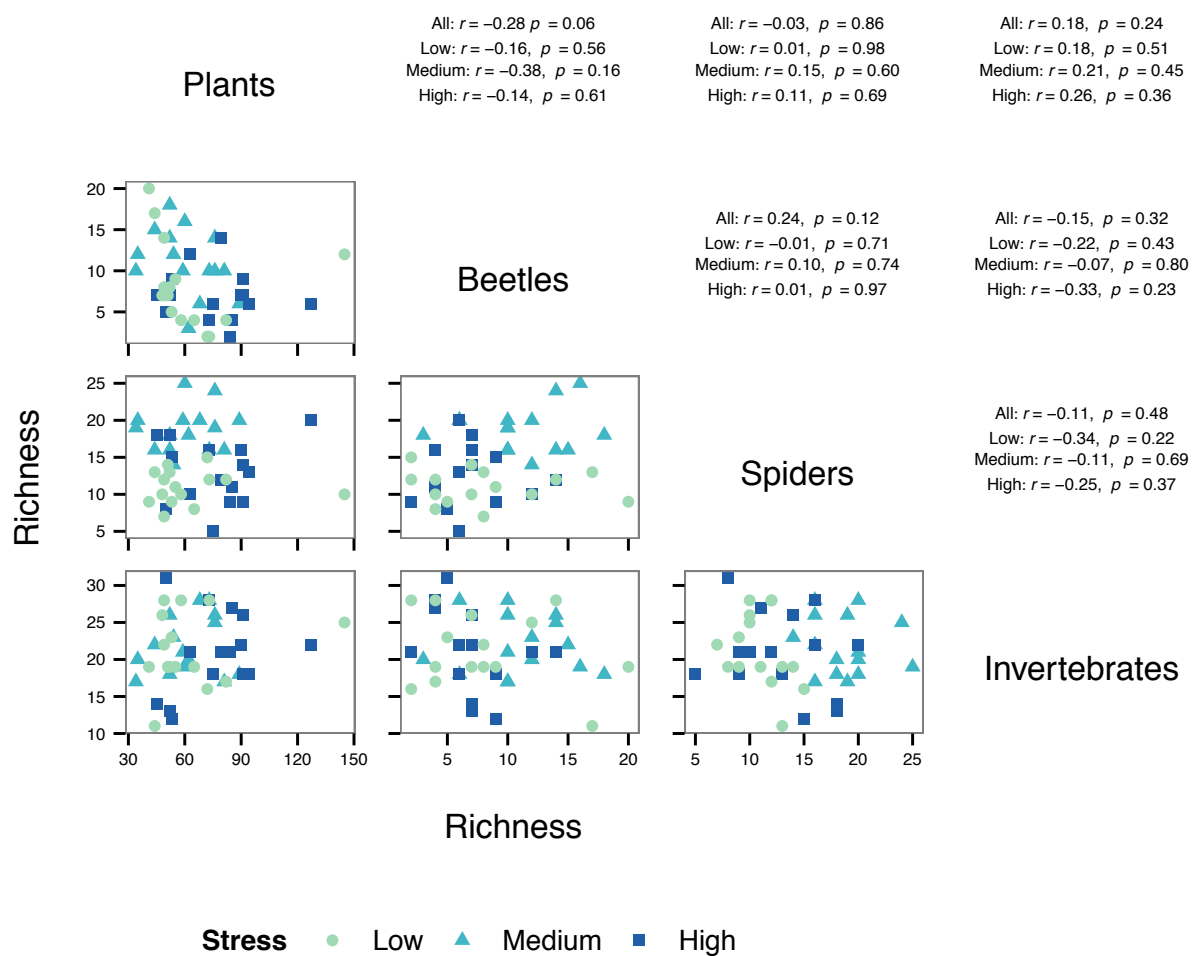 All: r = −0.28 p = 0.06
Low: r = −0.16, p = 0.56
Medium: r = −0.38, p = 0.16
High: r = −0.14, p = 0.61
All: r = −0.03, p = 0.86
Low: r = 0.01, p = 0.98
Medium: r = 0.15, p = 0.60
High: r = 0.11, p = 0.69
All: r = 0.18, p = 0.24
Low: r = 0.18, p = 0.51
Medium: r = 0.21, p = 0.45
High: r = 0.26, p = 0.36
Plants
20
15
10
5
30
60
90
120
150
Beetles
All: r = 0.24, p = 0.12
Low: r = −0.01, p = 0.71
Medium: r = 0.10, p = 0.74
High: r = 0.01, p = 0.97
All: r = −0.15, p = 0.32
Low: r = −0.22, p = 0.43
Medium: r = −0.07, p = 0.80
High: r = −0.33, p = 0.23
25
20
15
10
5
Spiders
All: r = −0.11, p = 0.48
Low: r = −0.34, p = 0.22
Medium: r = −0.11, p = 0.69
High: r = −0.25, p = 0.37
Richness
30
25
20
15
10
5
10
15
20
5
10
15
20
25
Invertebrates
Richness
Stress Low Medium High